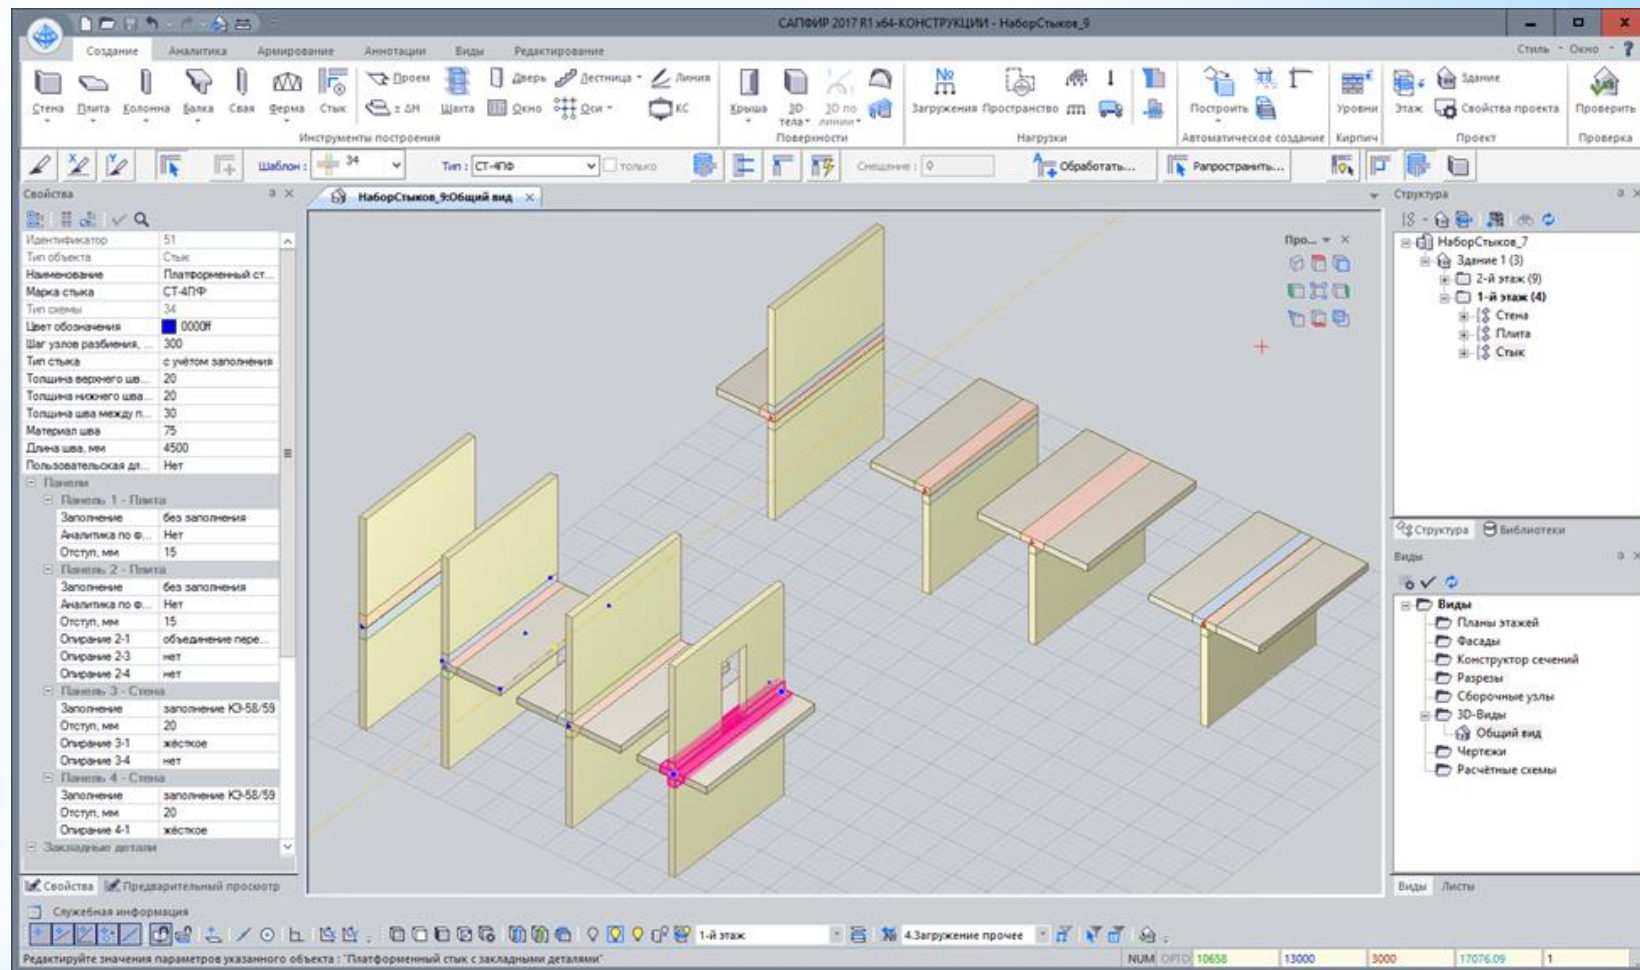 САПФИР 2017 R1 x64-КОНСТРУКЦИИ - НаборСтыков_9
Создание Аналитика Армирование Аннотации Виды Редактирование Стиль Окно
Стена Плита Колонна Балка Свая Ферма Стык
Проем Дверь Лестница Линия
± ΔН Шахта Окно Оси КС
Крыша 3D тела 3D по линии
Загружения Пространство
Построить Уровни Этаж Здание Свойства проекта Проверить
Инструменты построения Поверхности Нагрузки Автоматическое создание Кирпич Проект Проверка
Шаблон : 34 Тип : СТ-4ПФ только Смещение : 0 Обработать... Рапространить...
Свойства
НаборСтыков_9:Общий вид
Идентификатор 51
Тип объекта Стык
Наименование Платформенный ст...
Марка стыка СТ-4ПФ
Тип схемы 34
Цвет обозначения 0000ff
Шаг узлов разбиения, ... 300
Тип стыка с учётом заполнения
Толщина верхнего шв... 20
Толщина нижнего шва... 20
Толщина шва между п... 30
Материал шва 75
Длина шва, мм 4500
Пользовательская дл... Нет
Панели
Панель 1 - Плита
Заполнение без заполнения
Аналитика по ф... Нет
Отступ, мм 15
Панель 2 - Плита
Заполнение без заполнения
Аналитика по ф... Нет
Отступ, мм 15
Опирание 2-1 объединение пере...
Опирание 2-3 нет
Опирание 2-4 нет
Панель 3 - Стена
Заполнение заполнение КЭ-58/59
Отступ, мм 20
Опирание 3-1 жёсткое
Опирание 3-4 нет
Панель 4 - Стена
Заполнение заполнение КЭ-58/59
Отступ, мм 20
Опирание 4-1 жёсткое
Закладные детали
Свойства Предварительный просмотр
Про...
Структура
НаборСтыков_7
Здание 1 (3)
2-й этаж (9)
1-й этаж (4)
Стена
Плита
Стык
Структура Библиотеки
Виды
Виды
Планы этажей
Фасады
Конструктор сечений
Разрезы
Сборочные узлы
3D-Виды
Общий вид
Чертежи
Расчётные схемы
Виды Листы
Служебная информация
1-й этаж 4.Загружение прочее
Редактируйте значения параметров указанного объекта : "Платформенный стык с закладными деталями" NUM ОРТО 10658 13000 3000 17076.09 1